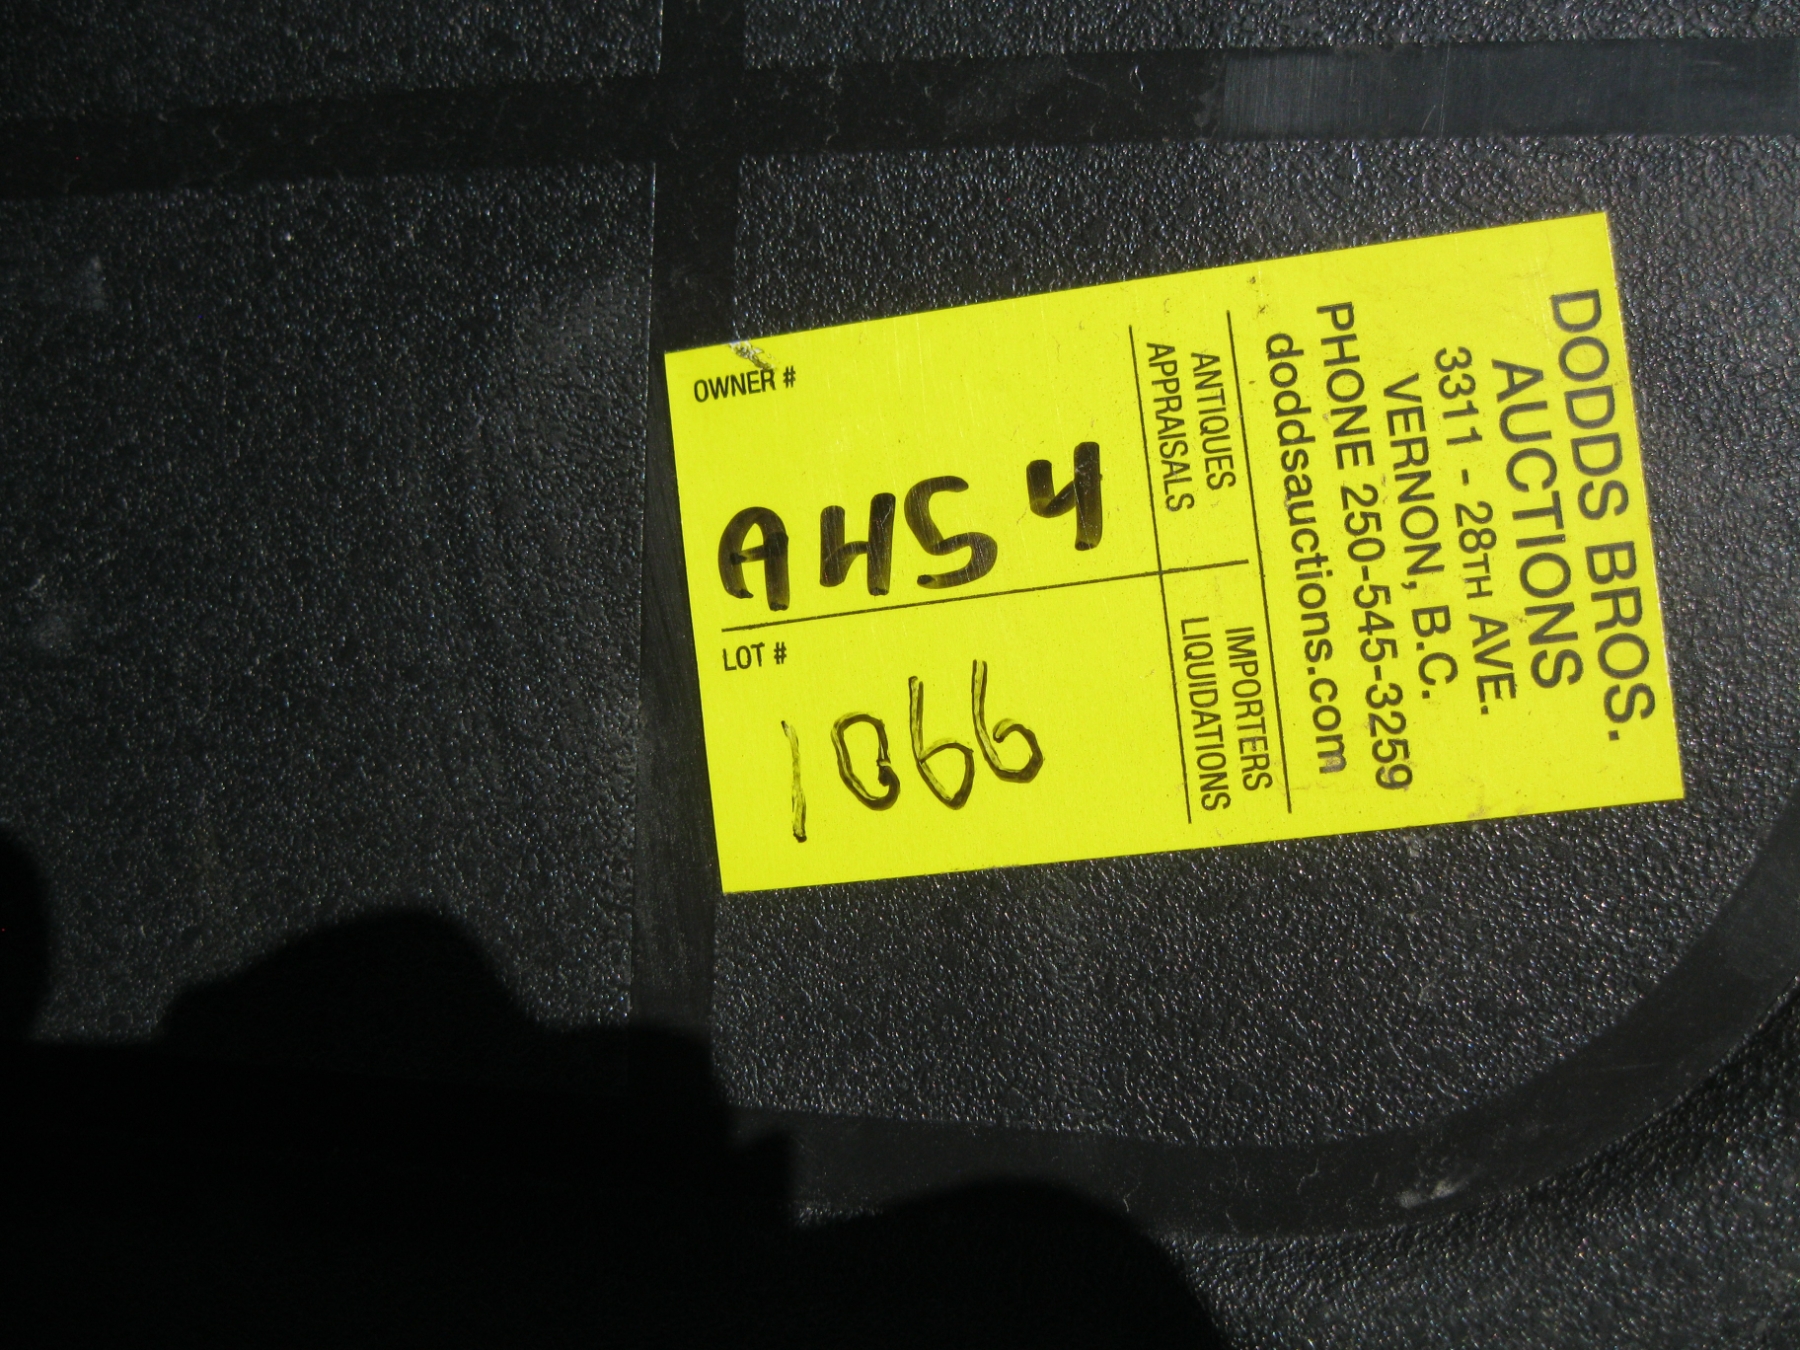 DODDS BROS.
AUCTIONS
3311 - 28TH AVE.
VERNON, B.C.
PHONE 250-545-3259
doddsauctions.com
ANTIQUES
APPRAISALS
IMPORTERS
LIQUIDATIONS
OWNER #
A454
LOT #
1066